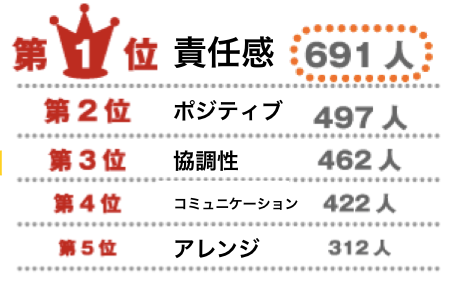 第1位 責任感 691人
第2位 ポジティブ 497人
第3位 協調性 462人
第4位 コミュニケーション 422人
第5位 アレンジ 312人